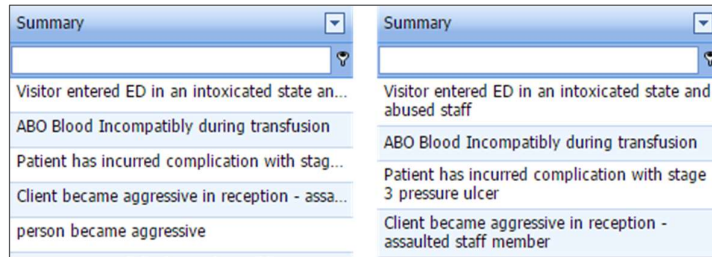 Summary
Visitor entered ED in an intoxicated state an...
ABO Blood Incompatibly during transfusion
Patient has incurred complication with stag...
Client became aggressive in reception - assa...
person became aggressive
Summary
Visitor entered ED in an intoxicated state and
abused staff
ABO Blood Incompatibly during transfusion
Patient has incurred complication with stage
3 pressure ulcer
Client became aggressive in reception -
assaulted staff member